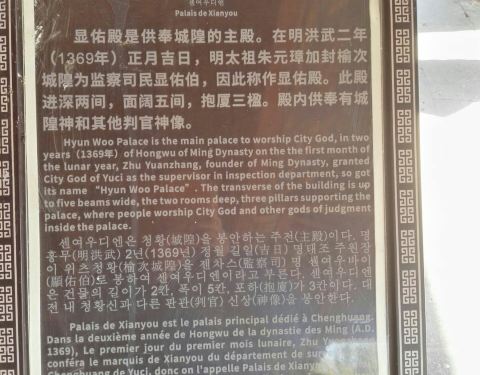 셴여우디엔
Palais de Xianyou
显佑殿是供奉城隍的主殿。在明洪武二年
（1369年）正月吉日，明太祖朱元璋加封榆次
城隍为监察司民显佑伯，因此称作显佑殿。此殿
进深两间，面阔五间，抱厦三楹。殿内供奉有城
隍神和其他判官神像。
Hyun Woo Palace is the main palace to worship City God, in two
years（1369年）of Hongwu of Ming Dynasty on the the first month of
the lunar year, Zhu Yuanzhang, founder of Ming Dynasty, granted
City God of Yuci as the supervisor in inspection department, so got
its name “Hyun Woo Palace”. The transverse of the building is up
to five beams wide, the two rooms deep, three pillars supporting the
palace, where people worship City God and other gods of judgment
inside the palace.
셴여우디엔은 청황(城隍)을 봉안하는 주전(主殿)이다. 명
홍무(明洪武) 2년(1369년) 정월 길일(吉日) 명태조 주원장
이 위츠청황(榆次城隍)을 젠차스(監察司) 명 셴여우바이
(顯佑伯)로 봉하여 셴여우디엔이라고 부른다. 셴여우디엔
은 건물의 길이가 2칸, 폭이 5칸, 포하(抱廈)가 3칸이다. 대
전 내 청황신과 다른 판관(判官) 신상(神像)을 봉안한다.
Palais de Xianyou est le palais principal dédié à Chenghuang.
Dans la deuxième année de Hongwu de la dynastie des Ming (A.D.
1369), Le premier jour du premier mois lunaire, Zhu Yuanzhang
conféra le marquis de Xianyou du département de
Chenghuang de Yuci, donc on l'appelle Palais de